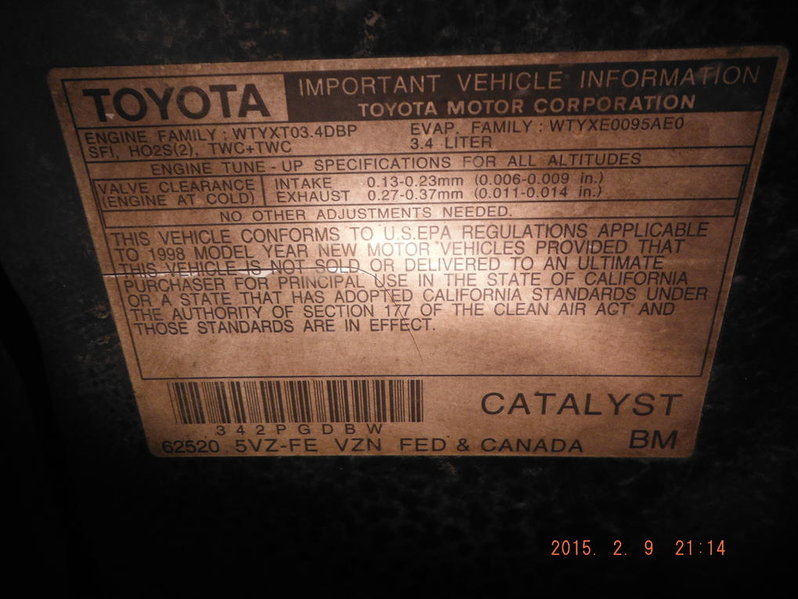 TOYOTA IMPORTANT VEHICLE INFORMATION
TOYOTA MOTOR CORPORATION
ENGINE FAMILY : WTYXT03.4DBP EVAP. FAMILY : WTYXE0095AE0
SFI, HO2S(2), TWC+TWC 3.4 LITER
ENGINE TUNE - UP SPECIFICATIONS FOR ALL ALTITUDES
VALVE CLEARANCE INTAKE 0.13-0.23mm (0.006-0.009 in.)
(ENGINE AT COLD) EXHAUST 0.27-0.37mm (0.011-0.014 in.)
NO OTHER ADJUSTMENTS NEEDED.
THIS VEHICLE CONFORMS TO U.S.EPA REGULATIONS APPLICABLE
TO 1998 MODEL YEAR NEW MOTOR VEHICLES PROVIDED THAT
THIS VEHICLE IS NOT SOLD OR DELIVERED TO AN ULTIMATE
PURCHASER FOR PRINCIPAL USE IN THE STATE OF CALIFORNIA
OR A STATE THAT HAS ADOPTED CALIFORNIA STANDARDS UNDER
THE AUTHORITY OF SECTION 177 OF THE CLEAN AIR ACT AND
THOSE STANDARDS ARE IN EFFECT.
CATALYST
342PGDBW
62520 5VZ-FE VZN FED & CANADA BM
2015. 2. 9 21:14